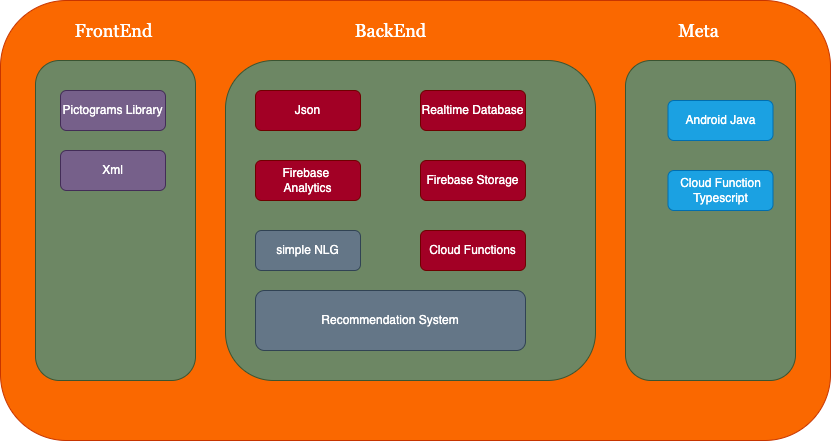 FrontEnd
BackEnd
Meta
Pictograms Library
Xml
Json
Realtime Database
Firebase
Analytics
Firebase Storage
simple NLG
Cloud Functions
Recommendation System
Android Java
Cloud Function
Typescript